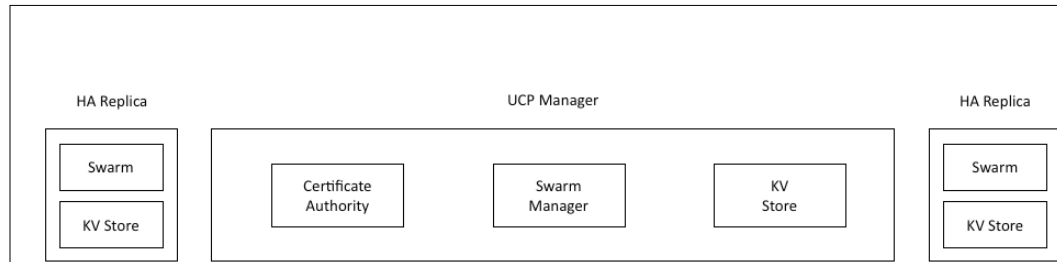 HA Replica
UCP Manager
HA Replica
Swarm
KV Store
Certificate
Authority
Swarm
Manager
KV
Store
Swarm
KV Store